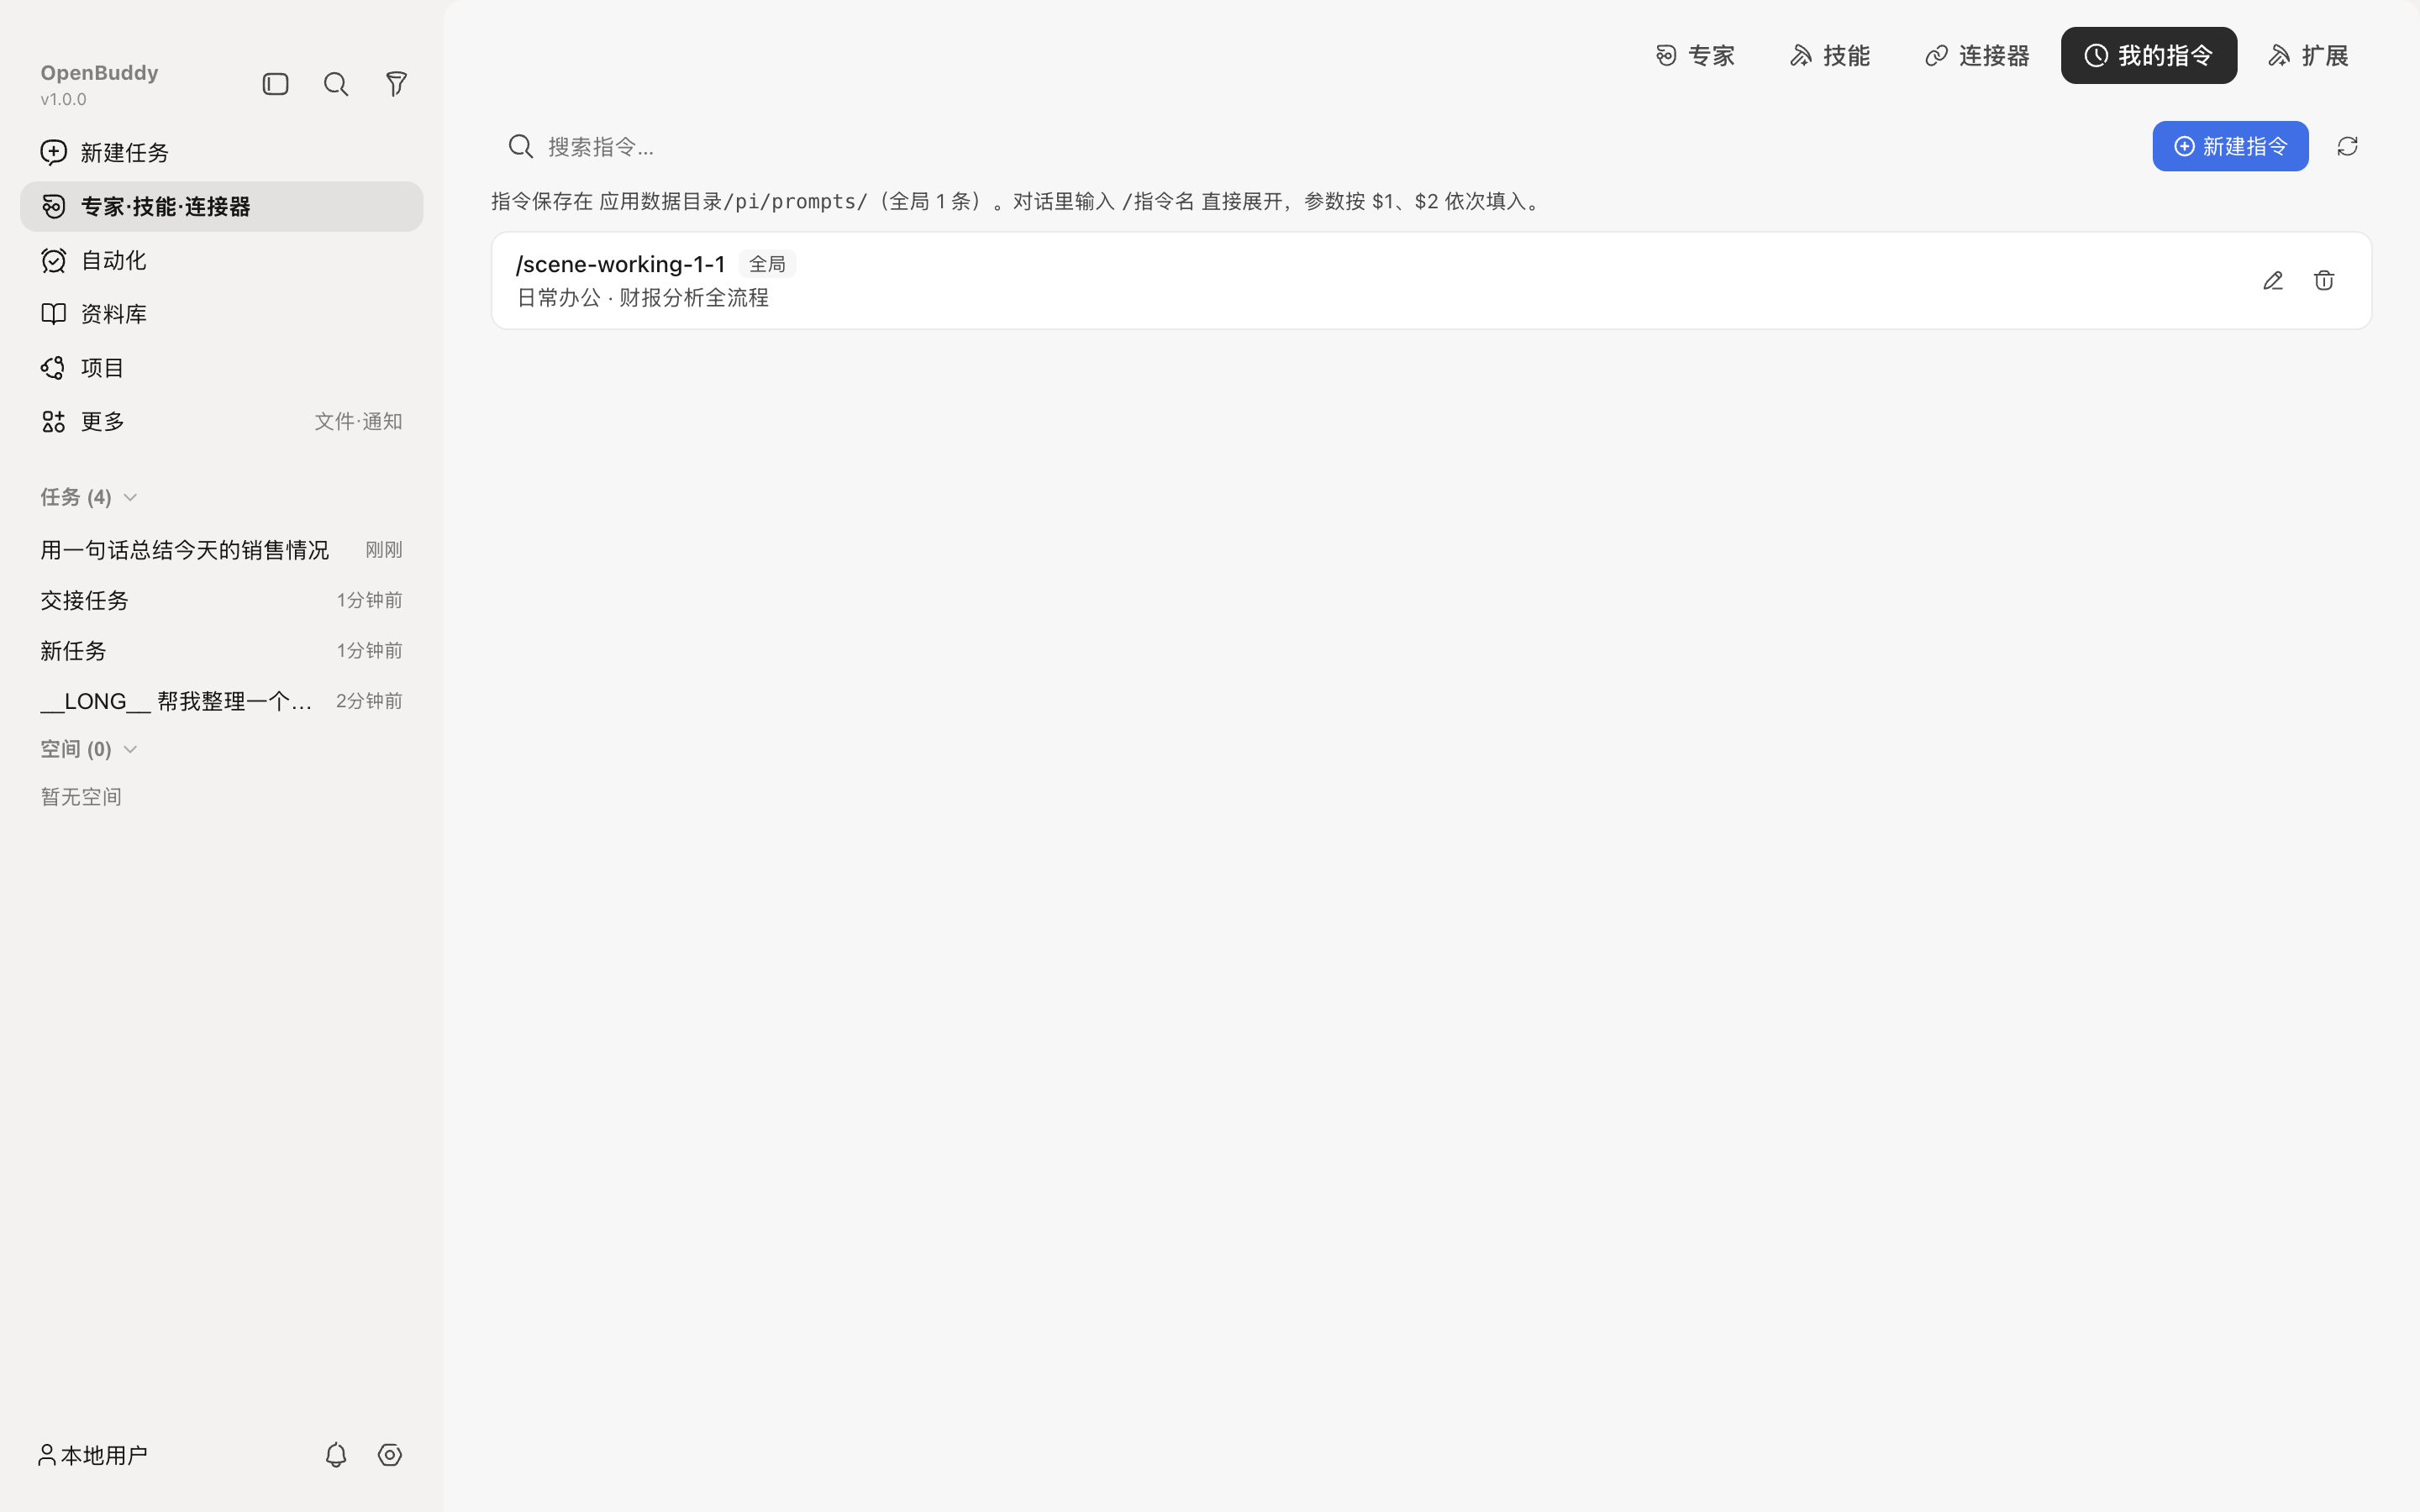 OpenBuddy
v1.0.0
新建任务
专家·技能·连接器
自动化
资料库
项目
更多 文件·通知
任务 (4)
用一句话总结今天的销售情况 刚刚
交接任务 1分钟前
新任务 1分钟前
__LONG__ 帮我整理一个… 2分钟前
空间 (0)
暂无空间
本地用户
专家 技能 连接器 我的指令 扩展
搜索指令... 新建指令
指令保存在 应用数据目录/pi/prompts/（全局 1 条）。对话里输入 /指令名 直接展开，参数按 $1、$2 依次填入。
/scene-working-1-1 全局
日常办公 · 财报分析全流程